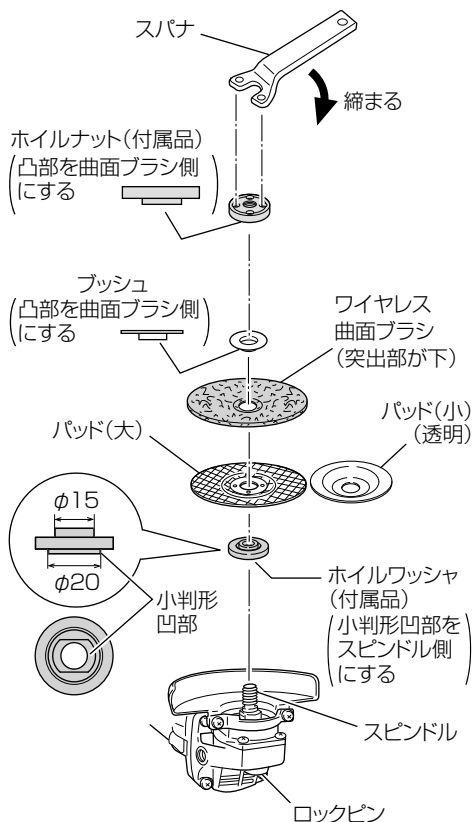 スパナ
締まる
ホイルナット(付属品)
(凸部を曲面ブラシ側
にする)
ブッシュ
(凸部を曲面ブラシ側
にする)
ワイヤレス
曲面ブラシ
(突出部が下)
パッド(大)
パッド(小)
(透明)
φ15
φ20
小判形
凹部
ホイルワッシャ
(付属品)
(小判形凹部を
スピンドル側
にする)
スピンドル
ロックピン